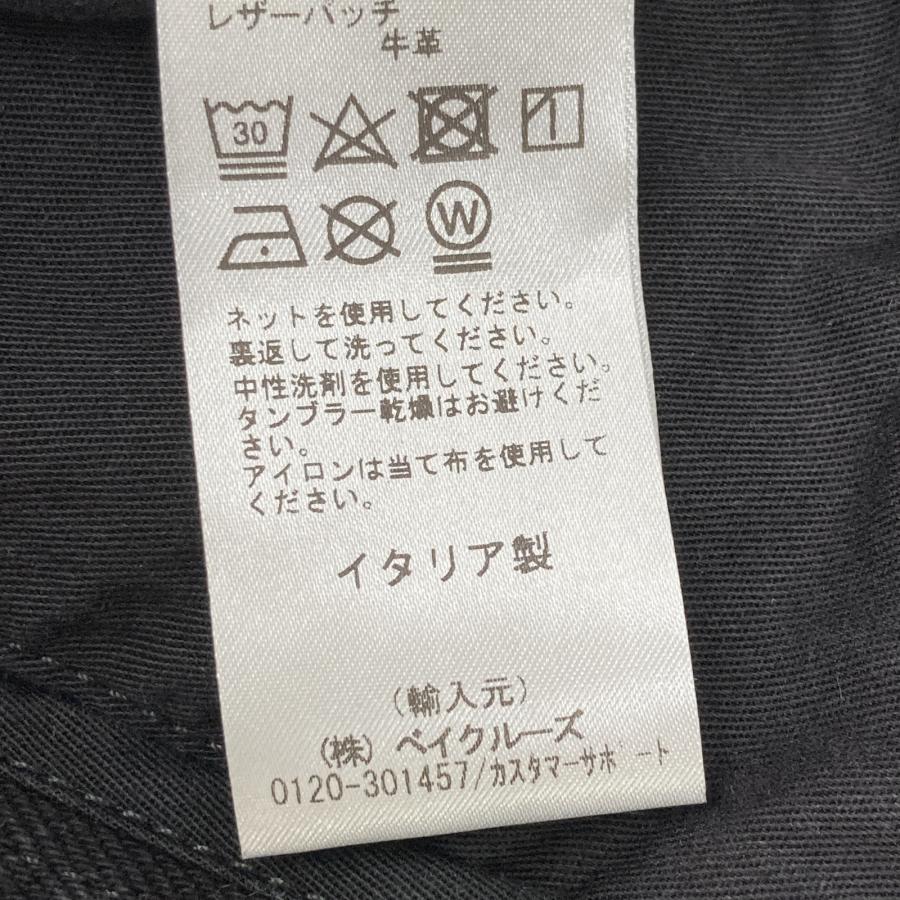 レザーパッチ
牛革
30
W
ネットを使用してください。
裏返して洗ってください。
中性洗剤を使用してください。
タンブラー乾燥はお避けくだ
さい。
アイロンは当て布を使用して
ください。
イタリア製
(輸入元)
(株) ベイクルーズ
0120-301457/カスタマーサポート